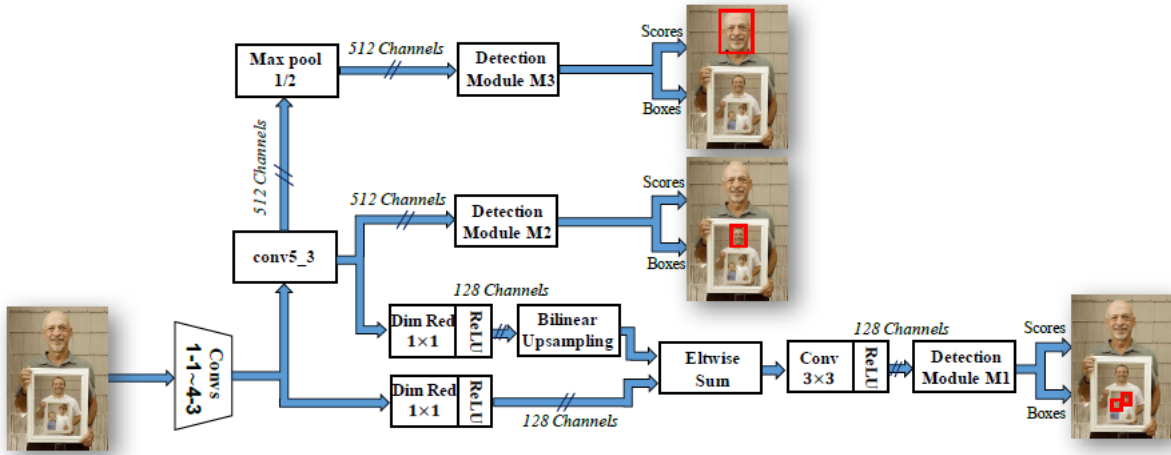 512 Channels
Max pool
1/2
Detection
Module M3
Scores
Boxes
512 Channels
512 Channels
Detection
Module M2
Scores
Boxes
conv5_3
128 Channels
Dim Red
1×1
ReLU
Bilinear
Upsampling
Convs
1-1~4-3
Dim Red
1×1
ReLU
128 Channels
Eltwise
Sum
Conv
3×3
ReLU
128 Channels
Detection
Module M1
Scores
Boxes